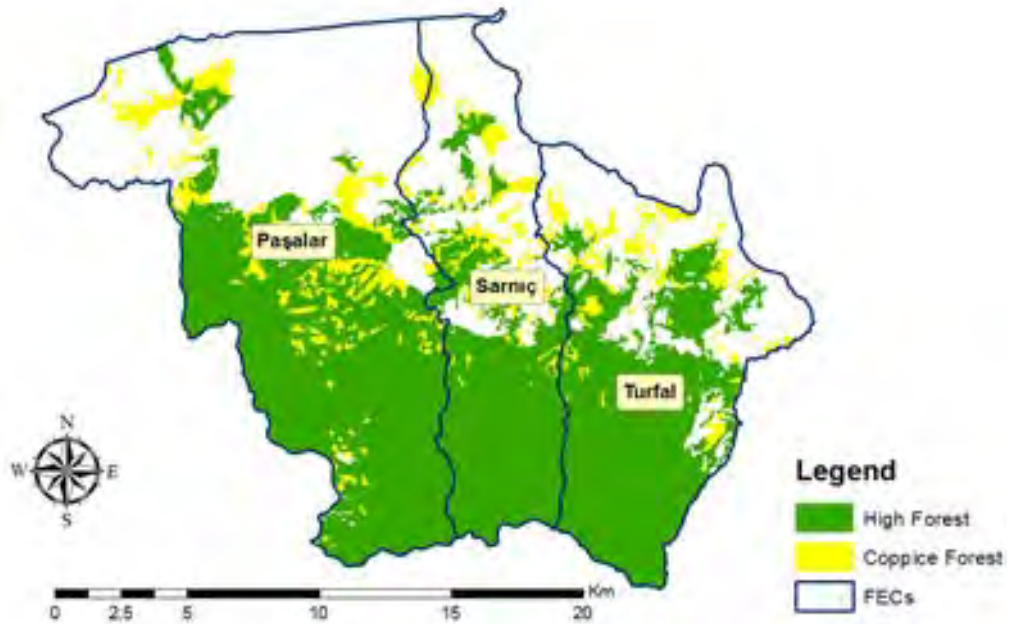 Paşalar
Sarnıç
Turfal
N
W E
S
Legend
High Forest
Coppice Forest
FECs
Km
0 2.5 5 10 15 20